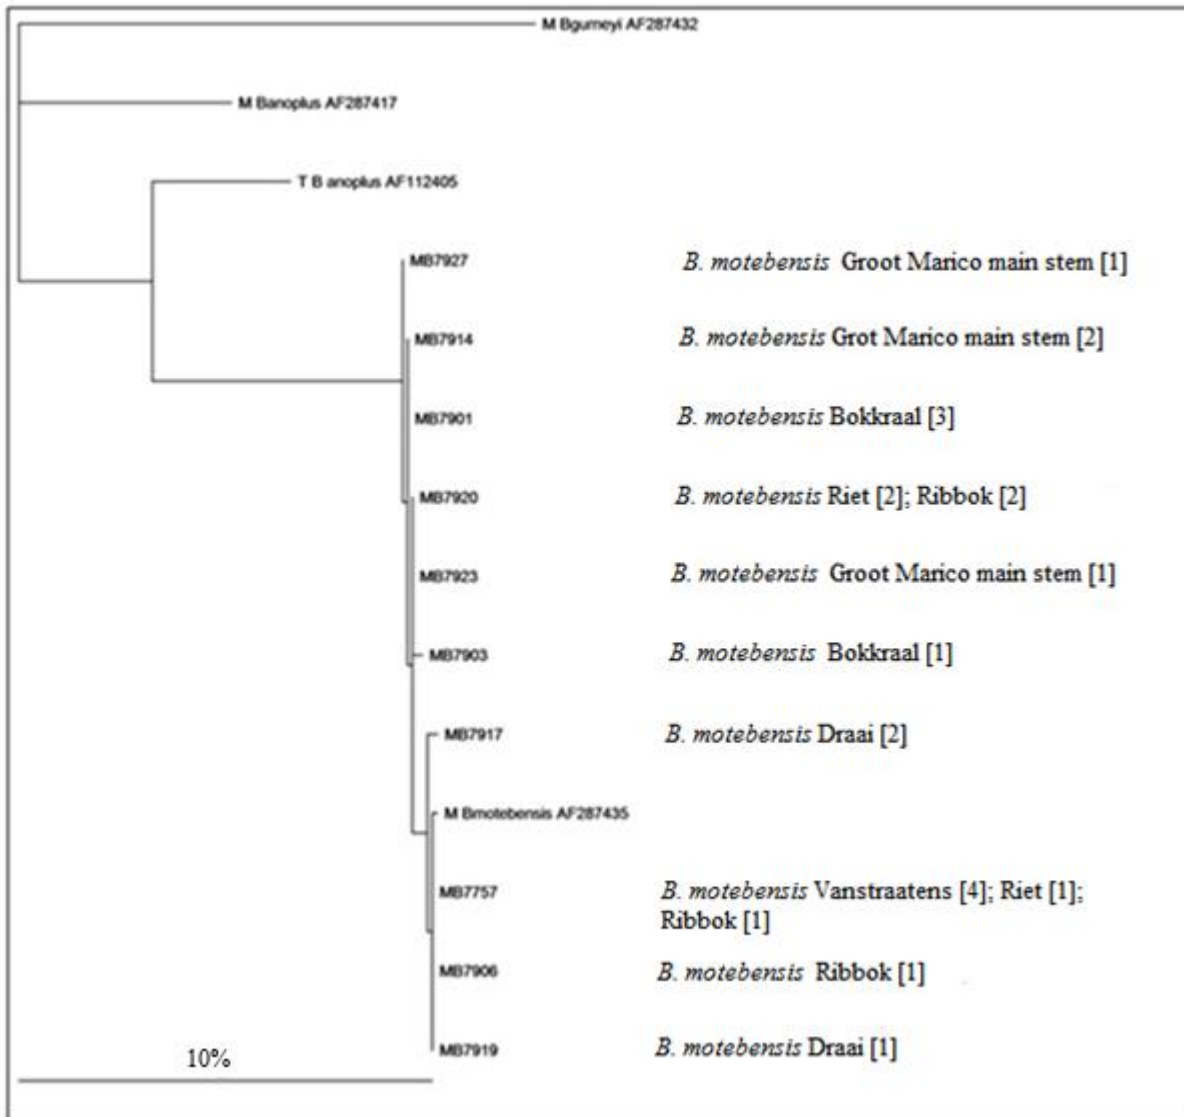 M Bgurneyi AF287432
M Banoplus AF287417
T B anoplus AF112405
MB7927 B. motebensis Groot Marico main stem [1]
MB7914 B. motebensis Grot Marico main stem [2]
MB7901 B. motebensis Bokkraal [3]
MB7920 B. motebensis Riet [2]; Ribbok [2]
MB7923 B. motebensis Groot Marico main stem [1]
MB7903 B. motebensis Bokkraal [1]
MB7917 B. motebensis Draai [2]
M Bmotebensis AF287435
MB7757 B. motebensis Vanstraatens [4]; Riet [1];
Ribbok [1]
MB7906 B. motebensis Ribbok [1]
MB7919 B. motebensis Draai [1]
10%